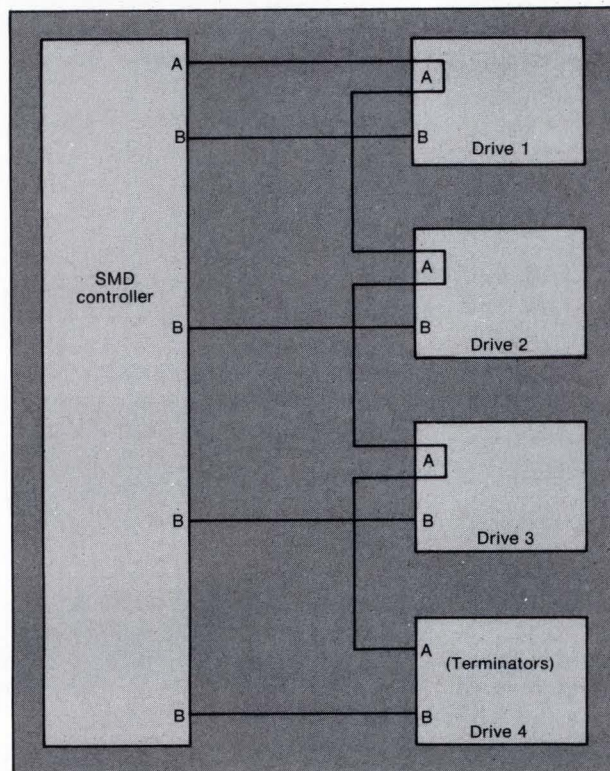 A
A
B
B
Drive 1
SMD
controller
A
B
B
Drive 2
A
B
B
Drive 3
A
(Terminators)
B
B
Drive 4